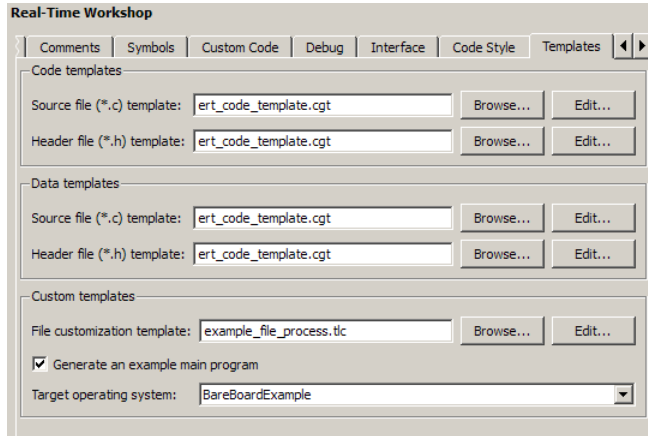 Real-Time Workshop
Comments Symbols Custom Code Debug Interface Code Style Templates
Code templates
Source file (*.c) template: ert_code_template.cgt Browse... Edit...
Header file (*.h) template: ert_code_template.cgt Browse... Edit...
Data templates
Source file (*.c) template: ert_code_template.cgt Browse... Edit...
Header file (*.h) template: ert_code_template.cgt Browse... Edit...
Custom templates
File customization template: example_file_process.tlc Browse... Edit...
Generate an example main program
Target operating system: BareBoardExample